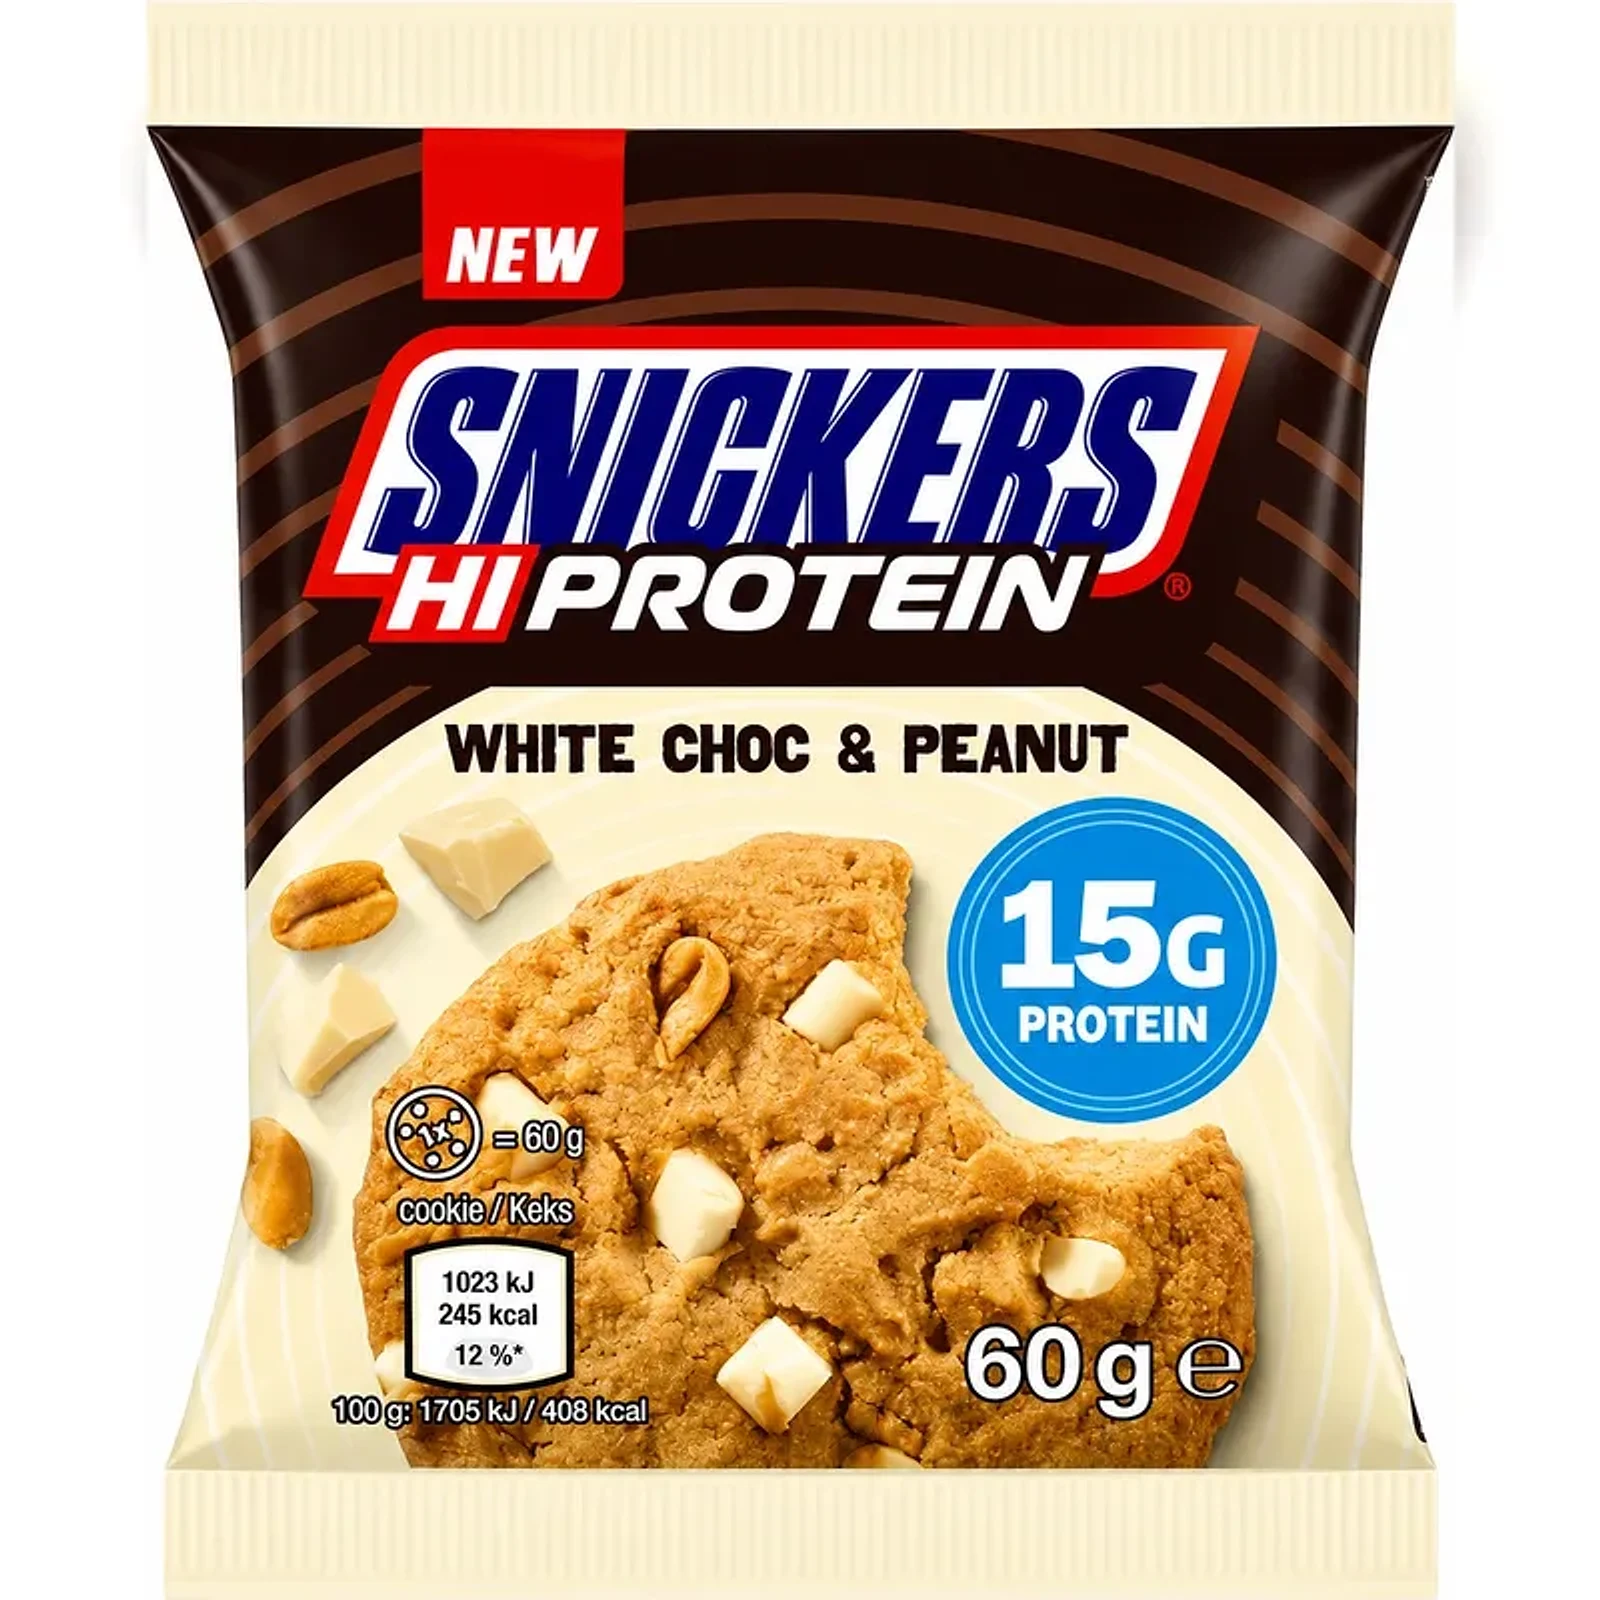 NEW
SNICKERS
HI PROTEIN
®
WHITE CHOC & PEANUT
15G
PROTEIN
1x = 60 g
cookie / Keks
1023 kJ
245 kcal
12 %*
100 g: 1705 kJ / 408 kcal
60 g ℮